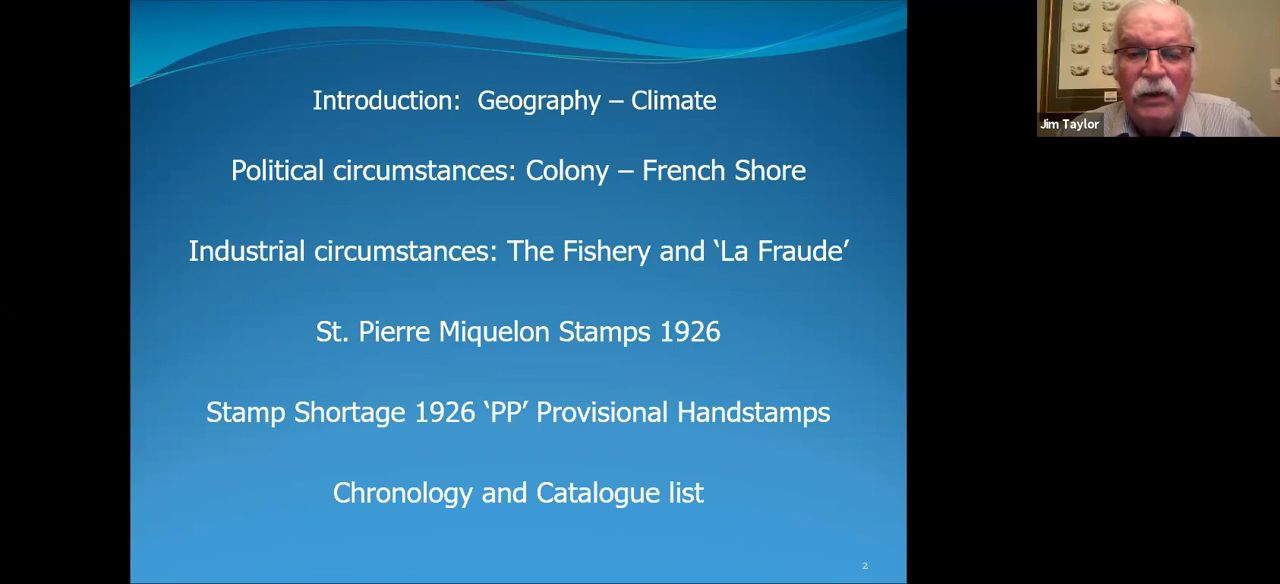 Introduction: Geography – Climate
Political circumstances: Colony – French Shore
Industrial circumstances: The Fishery and ‘La Fraude’
St. Pierre Miquelon Stamps 1926
Stamp Shortage 1926 ‘PP’ Provisional Handstamps
Chronology and Catalogue list
2
Jim Taylor